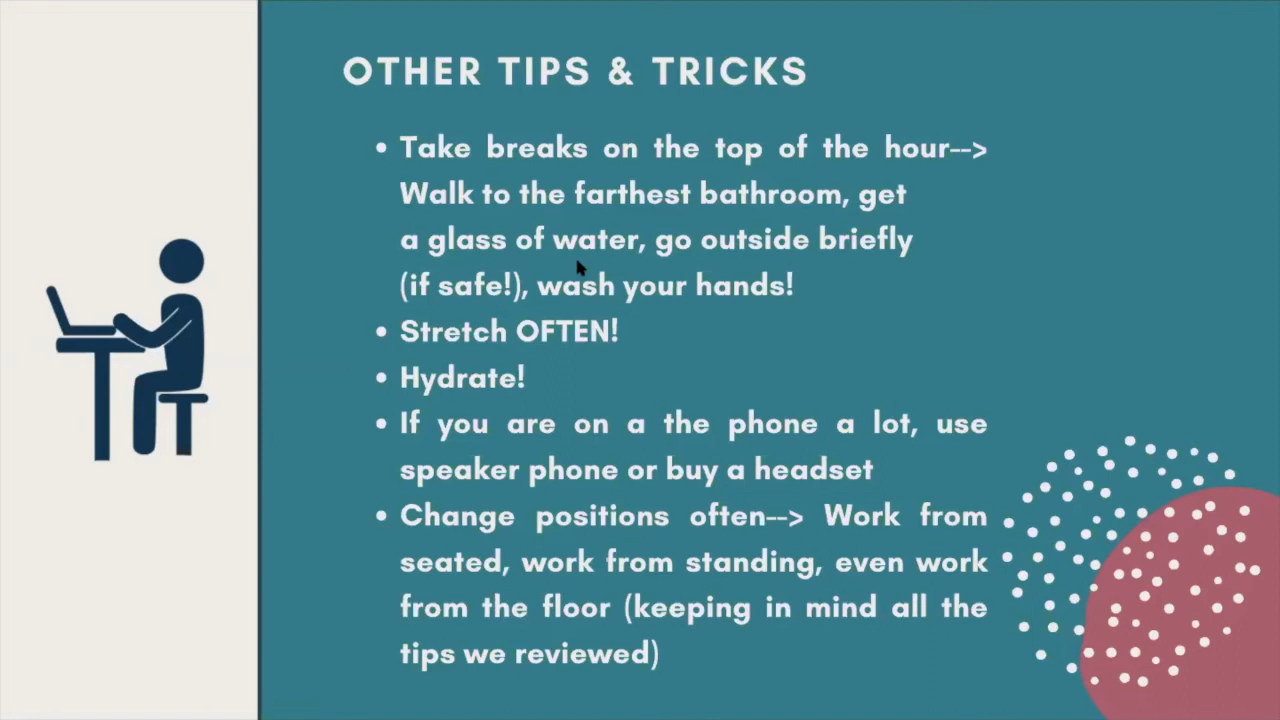 OTHER TIPS & TRICKS
• Take breaks on the top of the hour-->
Walk to the farthest bathroom, get
a glass of water, go outside briefly
(if safe!), wash your hands!
• Stretch OFTEN!
• Hydrate!
• If you are on a the phone a lot, use
speaker phone or buy a headset
• Change positions often--> Work from
seated, work from standing, even work
from the floor (keeping in mind all the
tips we reviewed)